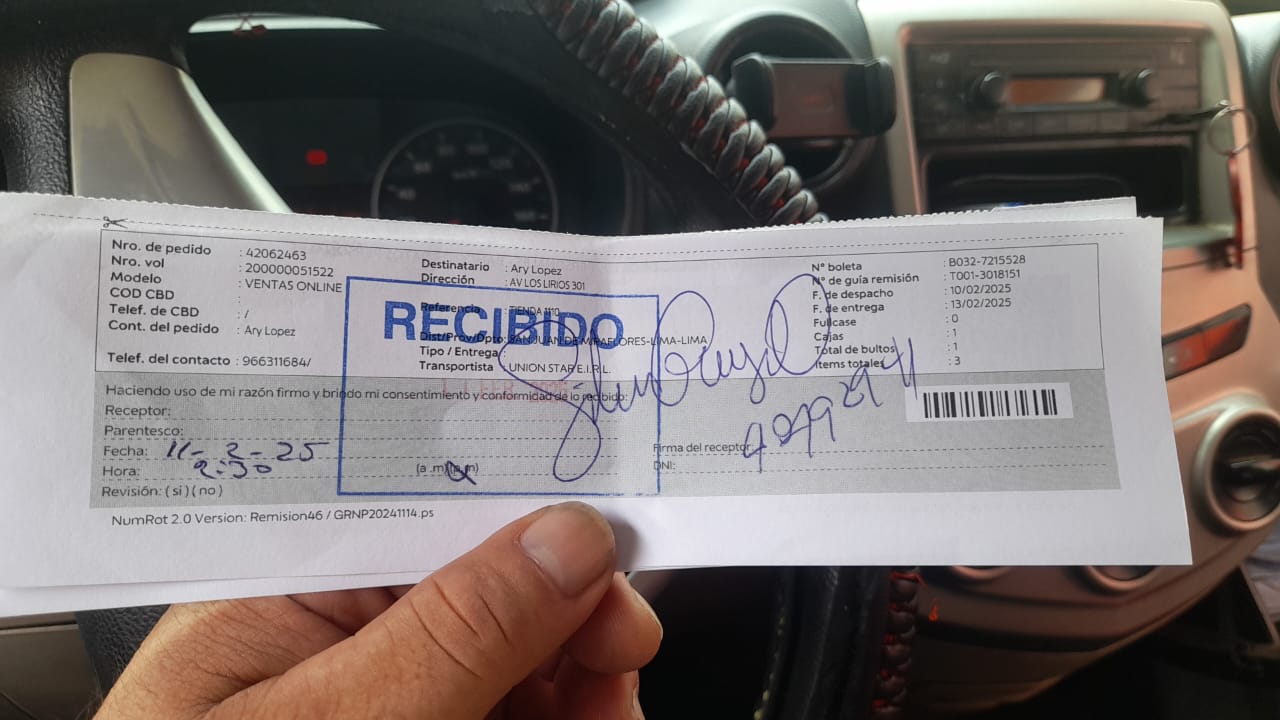 Nro. de pedido : 42062463
Nro. vol : 200000051522
Modelo : VENTAS ONLINE
COD CBD :
Telef. de CBD : /
Cont. del pedido : Ary Lopez
Telef. del contacto : 966311684/
Destinatario : Ary Lopez
Dirección : AV LOS LIRIOS 301
Referencia : TIENDA 1110
Dist/Prov/Dpto: SAN JUAN DE MIRAFLORES-LIMA-LIMA
Tipo / Entrega :
Transportista : UNION STAR E.I.R.L.
N° boleta : B032-7215528
N° de guía remisión : T001-3018151
F. de despacho : 10/02/2025
F. de entrega : 13/02/2025
Fullcase : 0
Cajas : 1
Total de bultos : 1
Items totales : 3
RECIBIDO
Haciendo uso de mi razón firmo y brindo mi consentimiento y conformidad de lo recibido:
Receptor:
Parentesco:
Fecha: 11-2-25
Hora: 2:30 (a .m)(p.m)
Revisión: ( si ) ( no )
Firma del receptor:
DNI:
NumRot 2.0 Version: Remision46 / GRNP20241114.ps